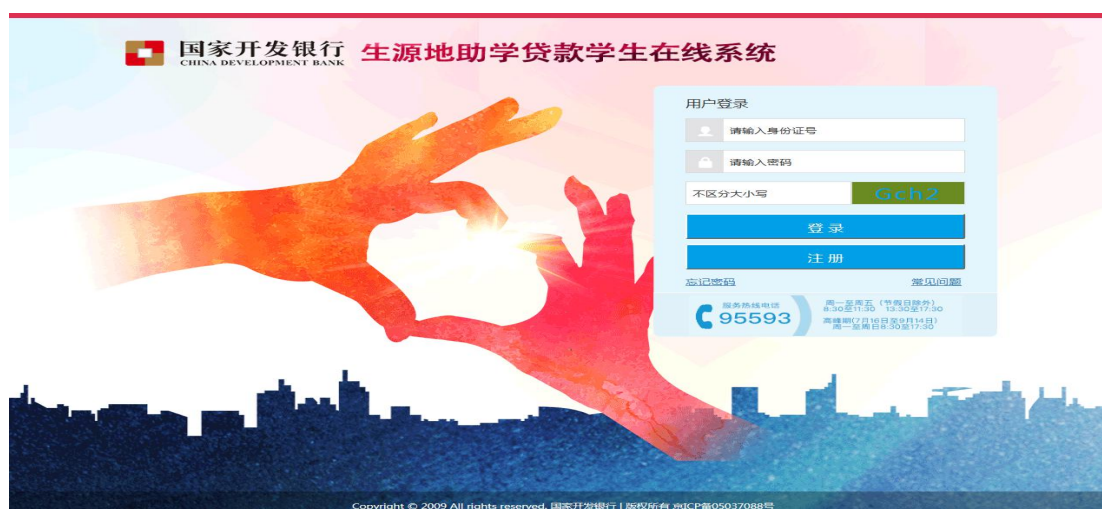 国家开发银行 生源地助学贷款学生在线系统
CHINA DEVELOPMENT BANK
用户登录
请输入身份证号
请输入密码
不区分大小写 Gch2
登 录
注 册
忘记密码 常见问题
服务热线电话
95593
周一至周五（节假日除外）
8:30至11:30 13:30至17:30
高峰期(7月16日至9月14日)
周一至周日8:30至17:30
Copyright © 2009 All rights reserved. 国家开发银行 | 版权所有 京ICP备05037088号